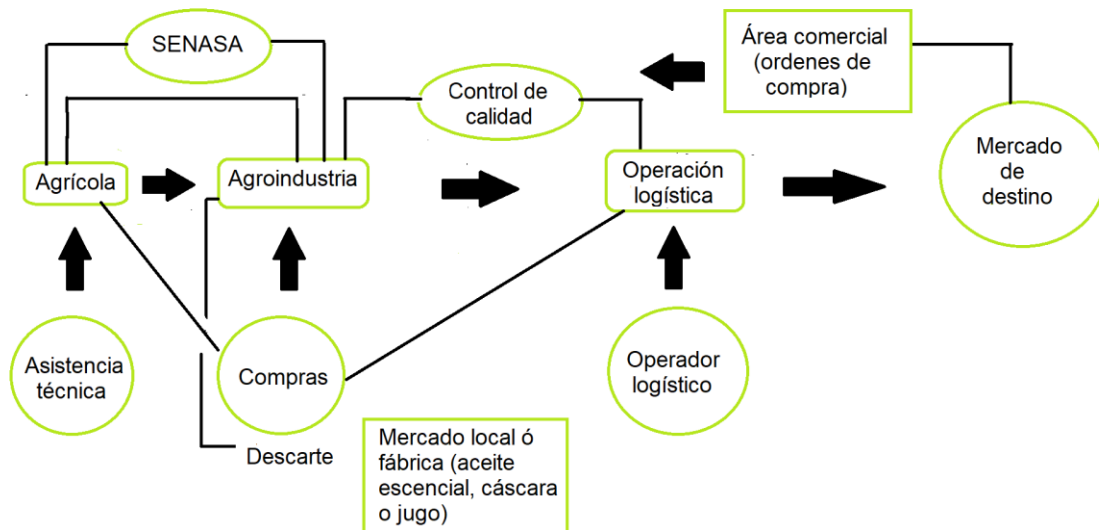 SENASA
Área comercial
(ordenes de
compra)
Control de
calidad
Agrícola
Agroindustria
Operación
logística
Mercado
de
destino
Asistencia
técnica
Compras
Operador
logístico
Descarte
Mercado local ó
fábrica (aceite
escencial, cáscara
o jugo)